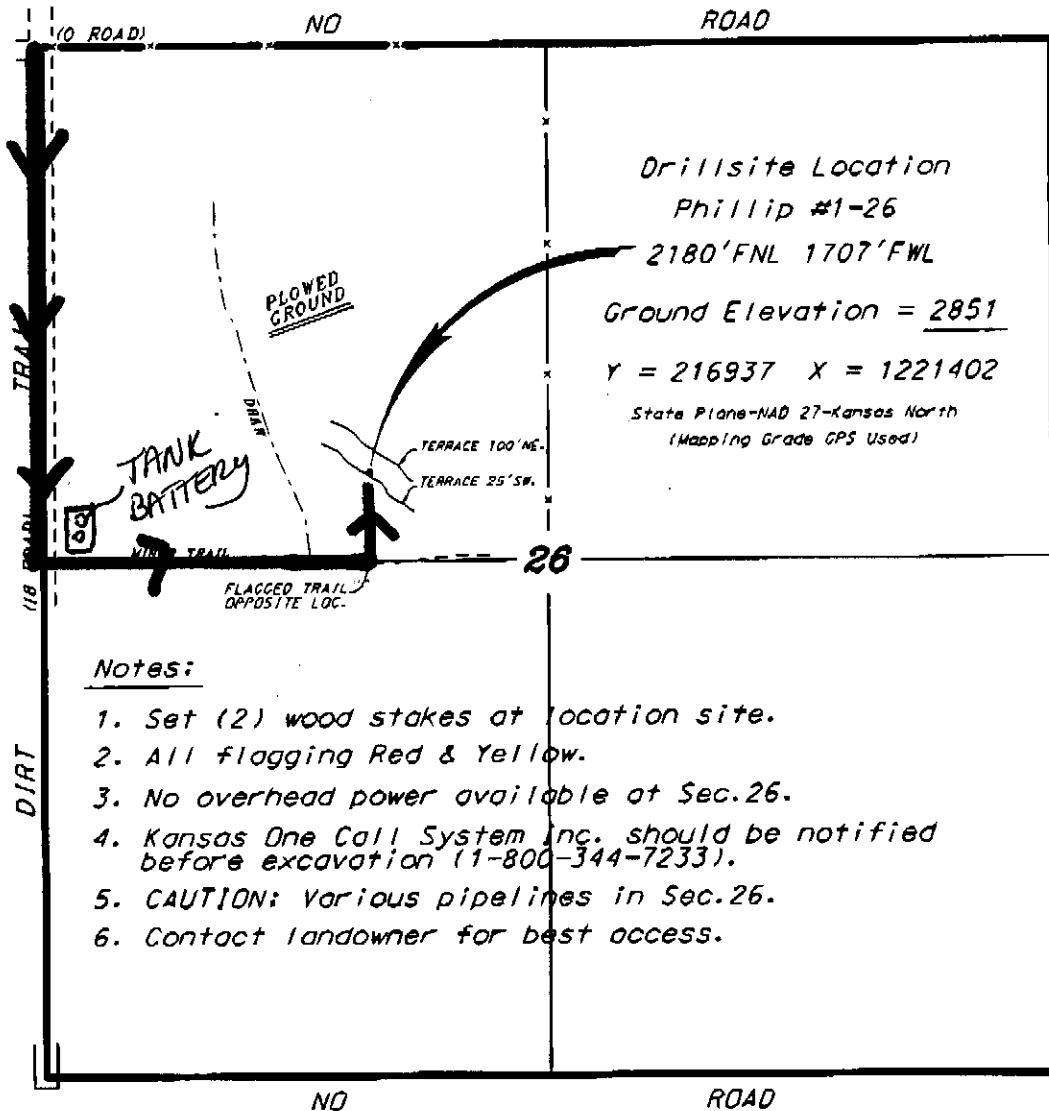 NO ROAD
(O ROAD)
Drillsite Location
Phillip #1-26
2180'FNL 1707'FWL
Ground Elevation = 2851
Y = 216937 X = 1221402
State Plane-NAD 27-Kansas North
(Mapping Grade GPS Used)
PLOWED
GROUND
DRAW
TERRACE 100'NE.
TERRACE 25'SW.
TRAIL
TANK
BATTERY
TRAIL
(18 ROAD)
26
FLAGGED TRAIL
OPPOSITE LOC.
DIRT
Notes:
1. Set (2) wood stakes at location site.
2. All flagging Red & Yellow.
3. No overhead power available at Sec.26.
4. Kansas One Call System Inc. should be notified
before excavation (1-800-344-7233).
5. CAUTION: Various pipelines in Sec.26.
6. Contact landowner for best access.
NO ROAD